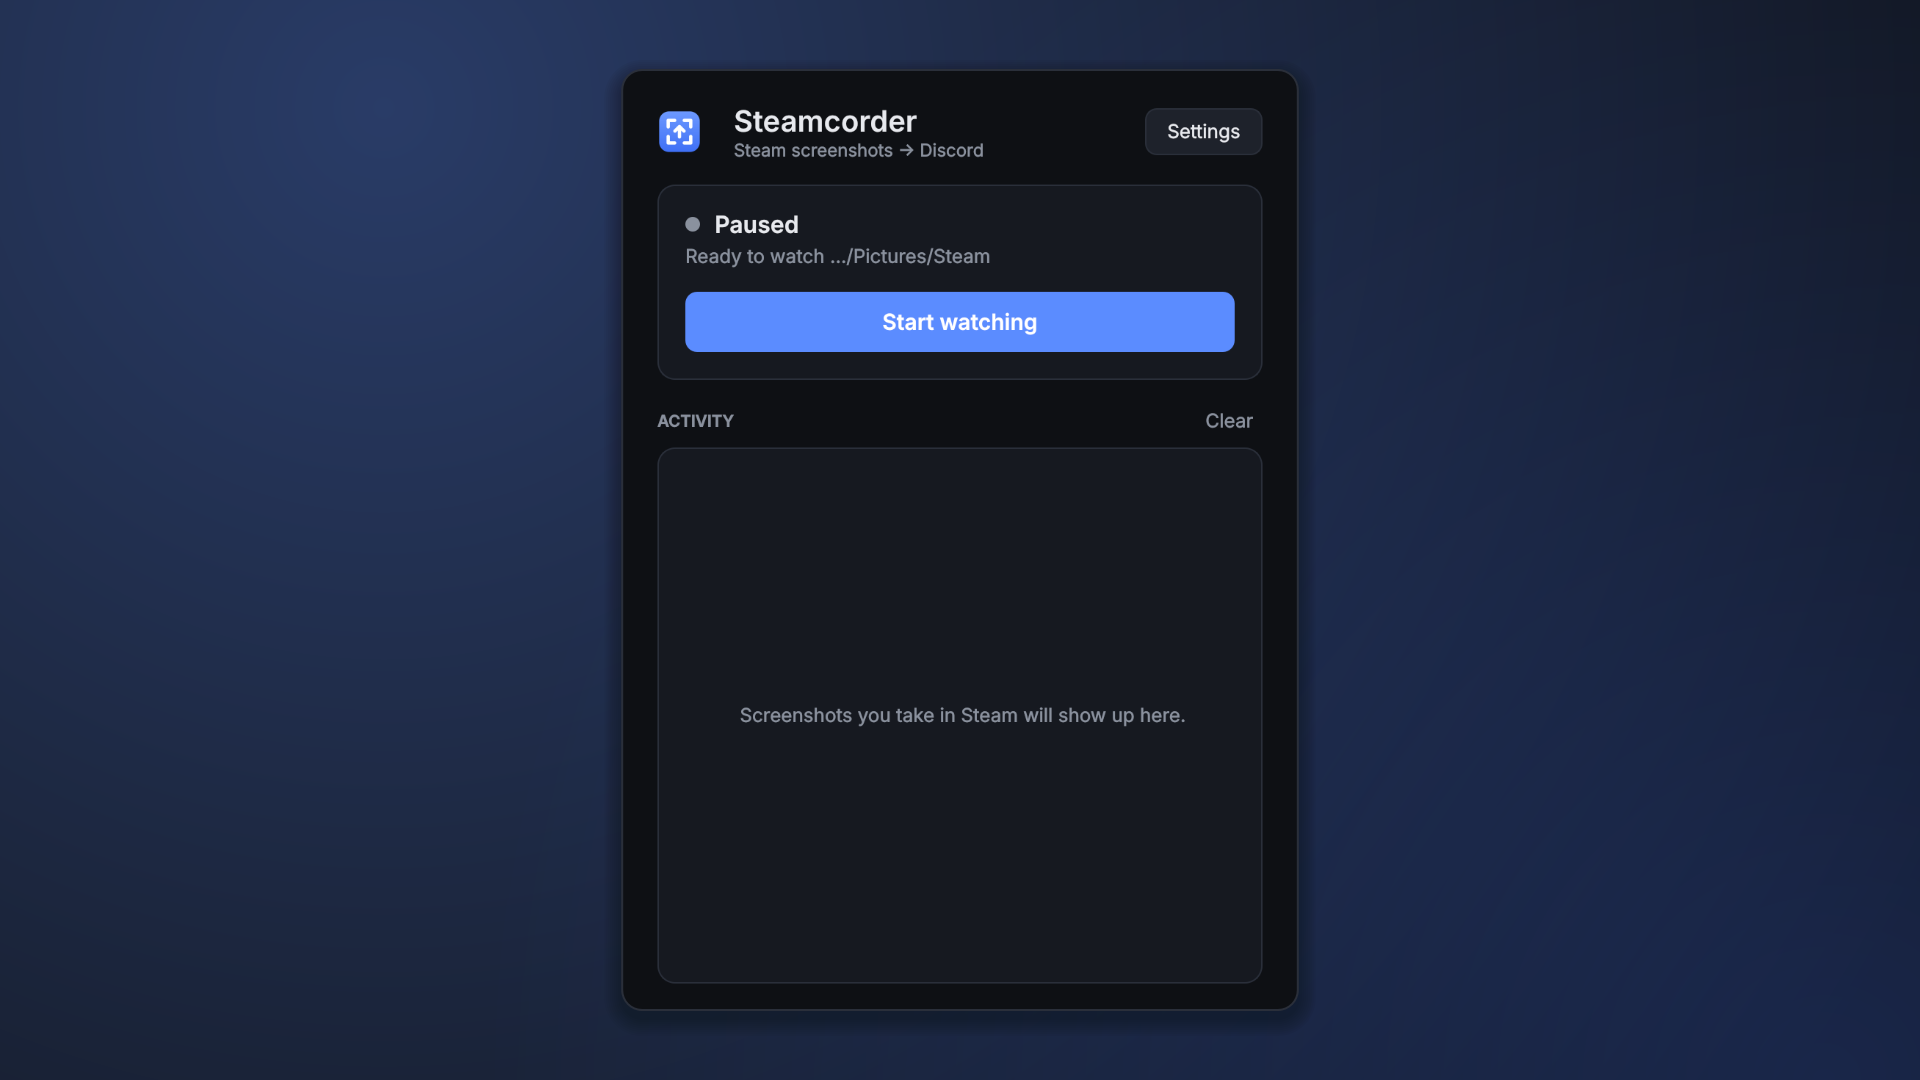 Steamcorder
Steam screenshots → Discord
Settings
Paused
Ready to watch .../Pictures/Steam
Start watching
ACTIVITY
Clear
Screenshots you take in Steam will show up here.